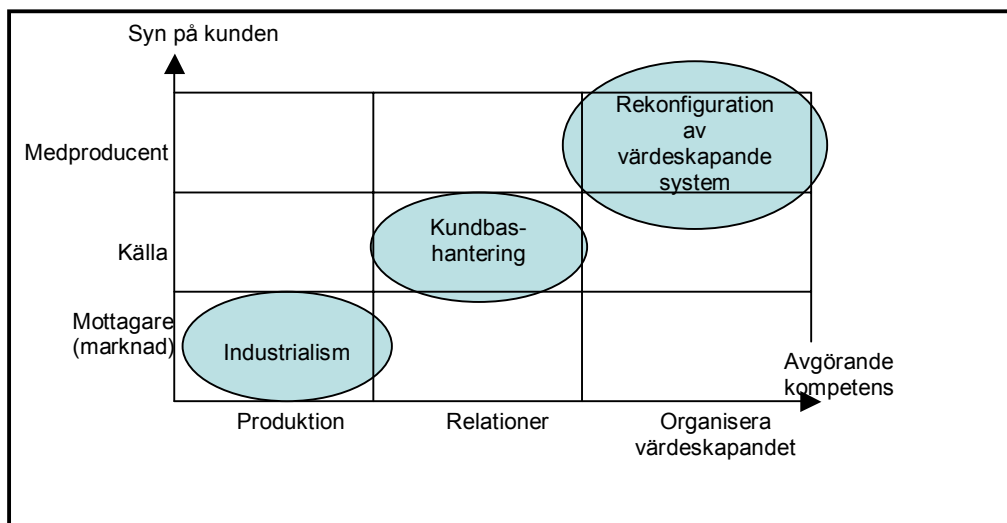 Syn på kunden
Medproducent
Källa
Mottagare
(marknad)
Rekonfiguration
av
värdeskapande
system
Kundbas-
hantering
Industrialism
Avgörande
kompetens
Produktion
Relationer
Organisera
värdeskapandet